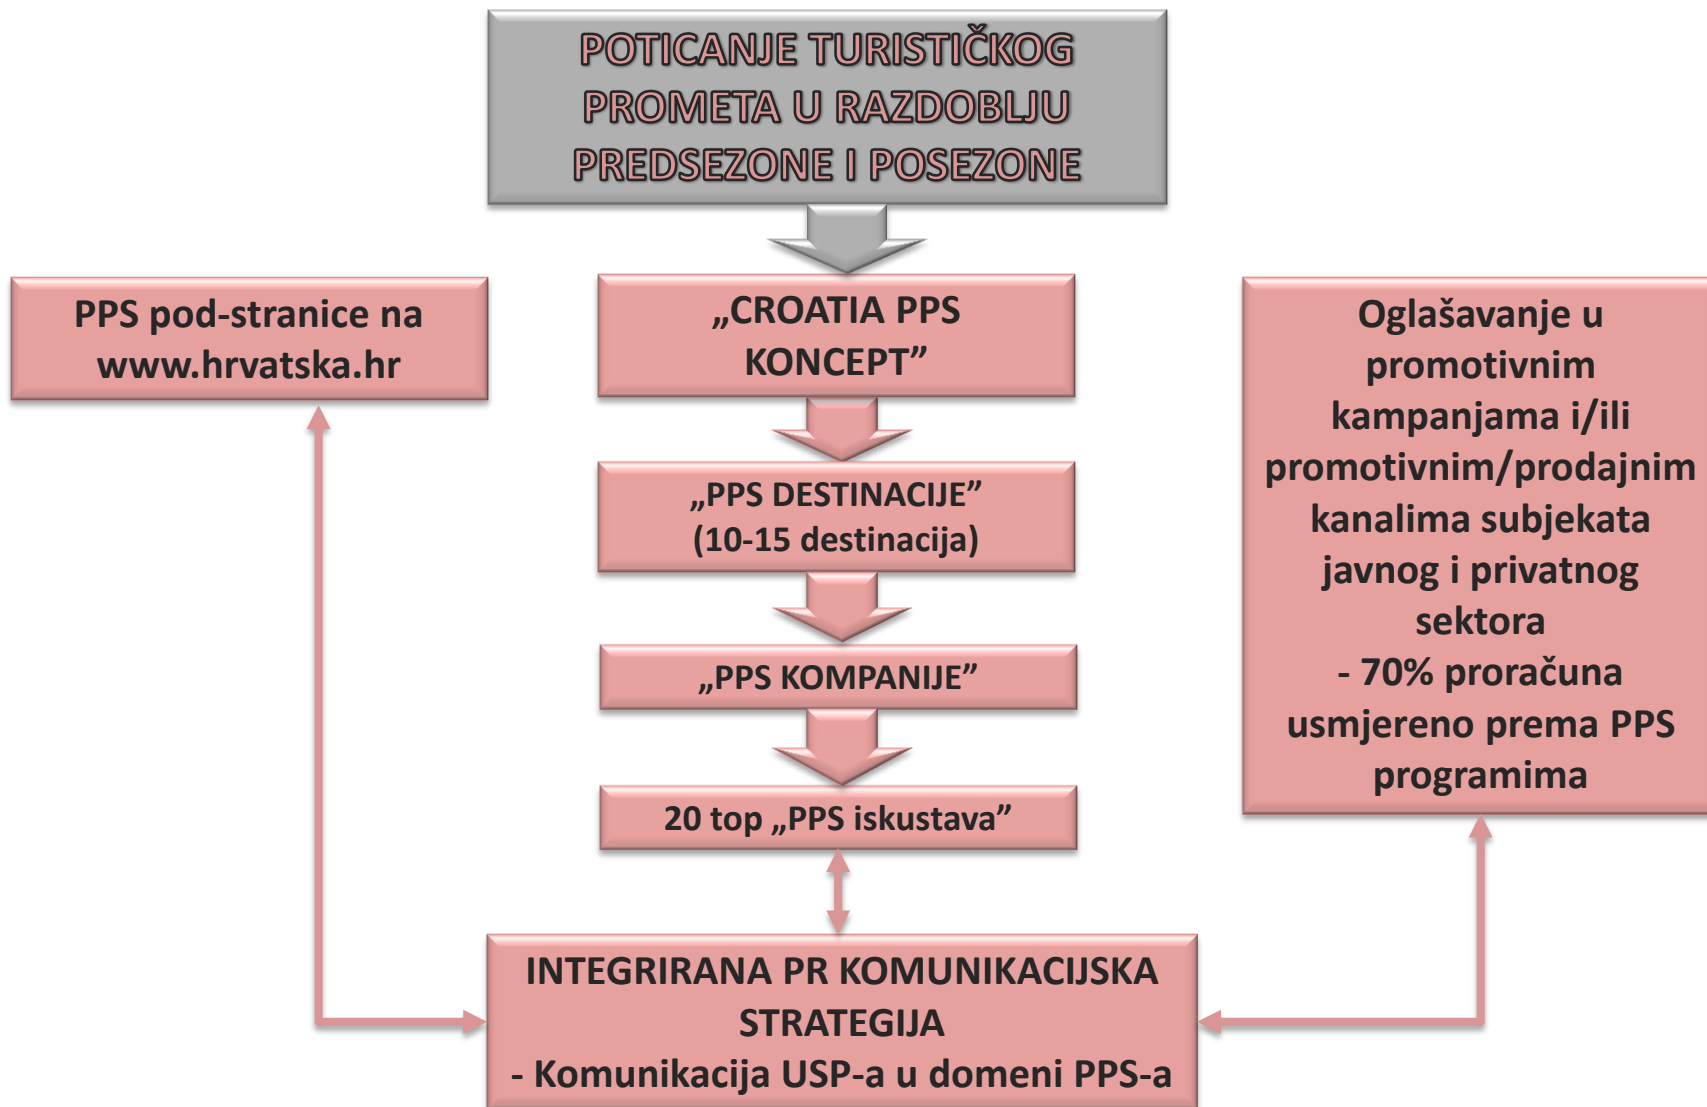 POTICANJE TURISTIČKOG
PROMETA U RAZDOBLJU
PREDSEZONE I POSEZONE
PPS pod-stranice na
www.hrvatska.hr
„CROATIA PPS
KONCEPT”
„PPS DESTINACIJE”
(10-15 destinacija)
„PPS KOMPANIJE”
20 top „PPS iskustava”
Oglašavanje u
promotivnim
kampanjama i/ili
promotivnim/prodajnim
kanalima subjekata
javnog i privatnog
sektora
- 70% proračuna
usmjereno prema PPS
programima
INTEGRIRANA PR KOMUNIKACIJSKA
STRATEGIJA
- Komunikacija USP-a u domeni PPS-a